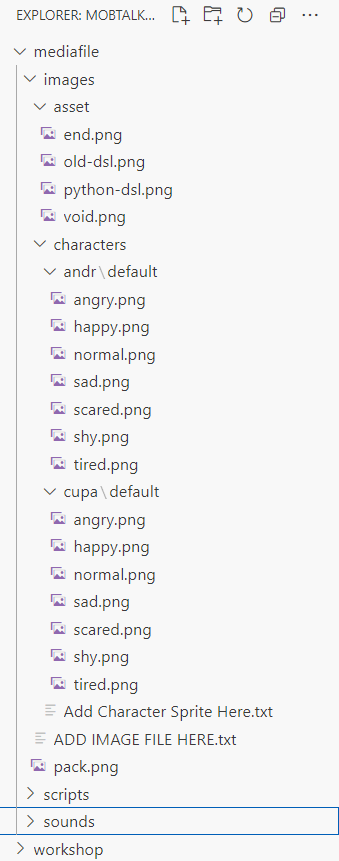 EXPLORER: MOBTALK...
mediafile
images
asset
end.png
old-dsl.png
python-dsl.png
void.png
characters
andr\default
angry.png
happy.png
normal.png
sad.png
scared.png
shy.png
tired.png
cupa\default
angry.png
happy.png
normal.png
sad.png
scared.png
shy.png
tired.png
Add Character Sprite Here.txt
ADD IMAGE FILE HERE.txt
pack.png
scripts
sounds
workshop